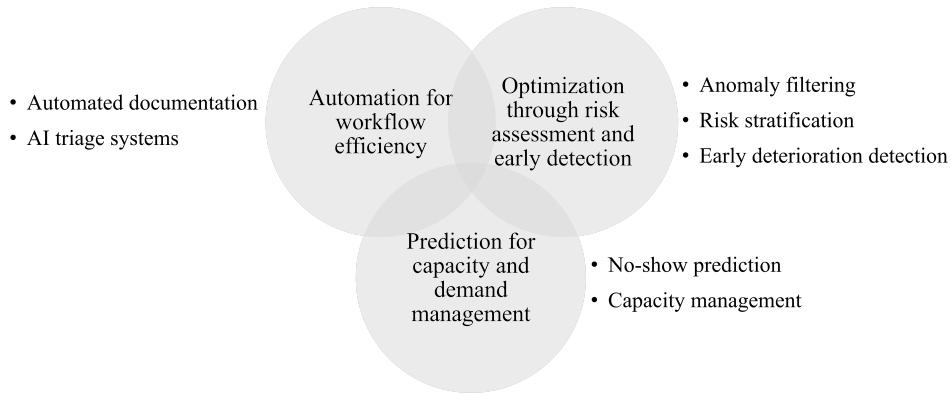 • Automated documentation
• AI triage systems
Automation for
workflow
efficiency
Optimization
through risk
assessment and
early detection
• Anomaly filtering
• Risk stratification
• Early deterioration detection
Prediction for
capacity and
demand
management
• No-show prediction
• Capacity management